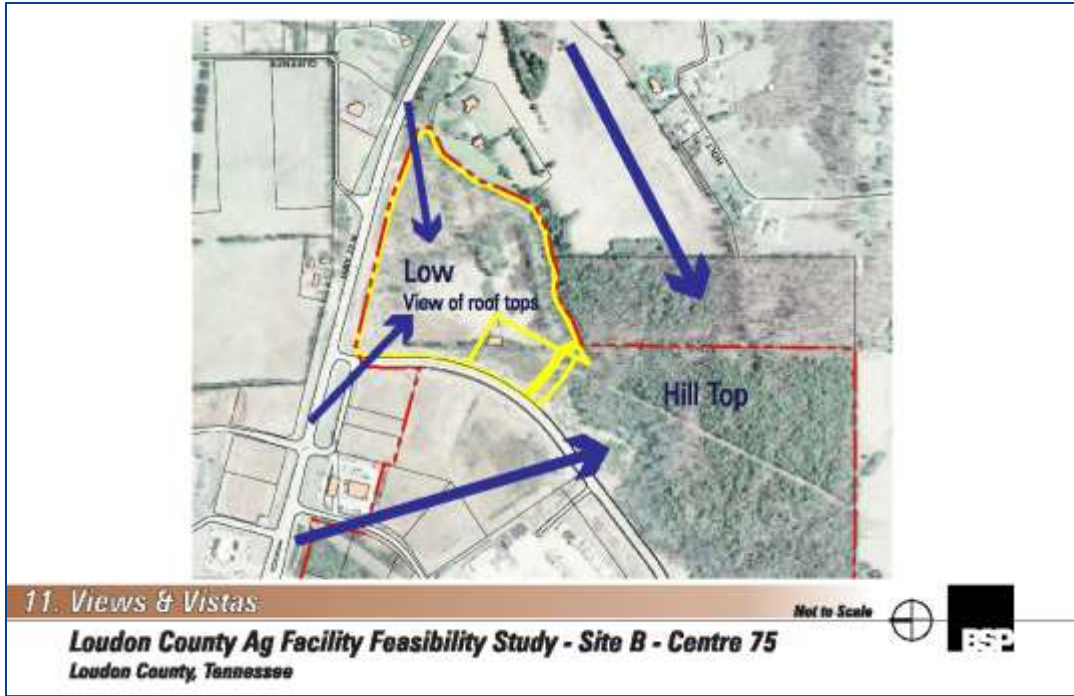 Low
View of roof tops
Hill Top
11. Views & Vistas
Not to Scale
BSP
Loudon County Ag Facility Feasibility Study - Site B - Centre 75
Loudon County, Tennessee